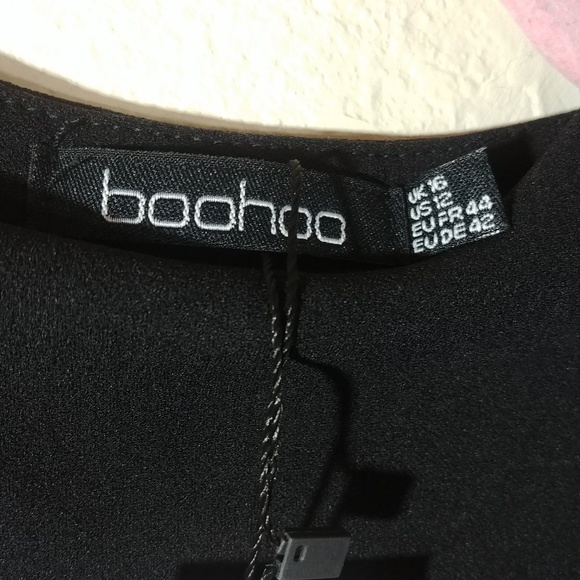 boohoo
UK 16
US 12
EU FR 44
EU DE 42